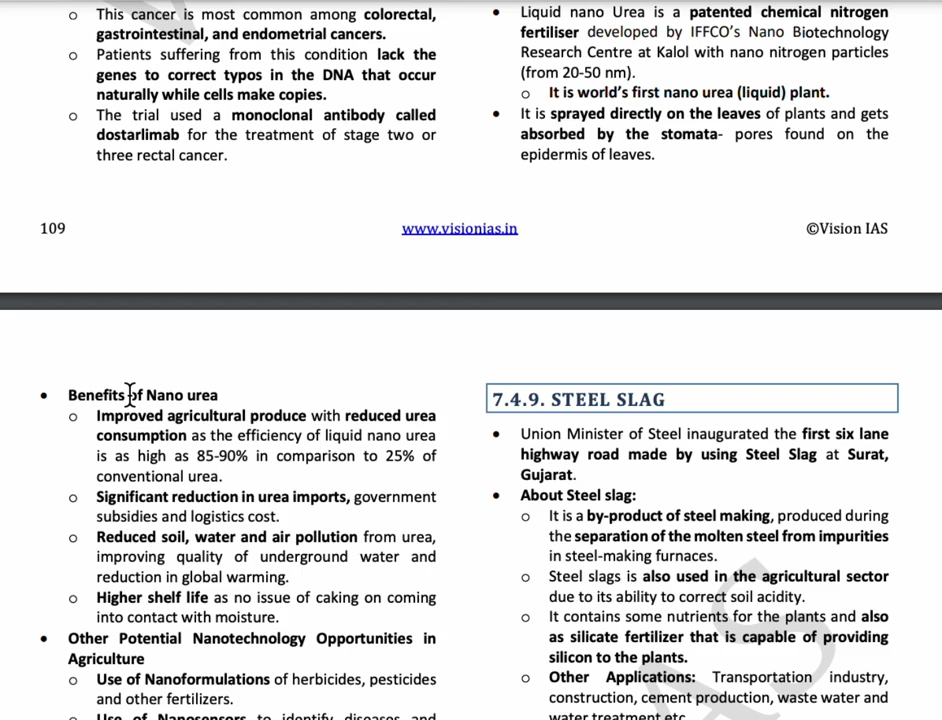 o This cancer is most common among colorectal,
gastrointestinal, and endometrial cancers.
o Patients suffering from this condition lack the
genes to correct typos in the DNA that occur
naturally while cells make copies.
o The trial used a monoclonal antibody called
dostarlimab for the treatment of stage two or
three rectal cancer.
• Liquid nano Urea is a patented chemical nitrogen
fertiliser developed by IFFCO's Nano Biotechnology
Research Centre at Kalol with nano nitrogen particles
(from 20-50 nm).
o It is world's first nano urea (liquid) plant.
• It is sprayed directly on the leaves of plants and gets
absorbed by the stomata- pores found on the
epidermis of leaves.
109
www.visionias.in
©Vision IAS
• Benefits of Nano urea
o Improved agricultural produce with reduced urea
consumption as the efficiency of liquid nano urea
is as high as 85-90% in comparison to 25% of
conventional urea.
o Significant reduction in urea imports, government
subsidies and logistics cost.
o Reduced soil, water and air pollution from urea,
improving quality of underground water and
reduction in global warming.
o Higher shelf life as no issue of caking on coming
into contact with moisture.
• Other Potential Nanotechnology Opportunities in
Agriculture
o Use of Nanoformulations of herbicides, pesticides
and other fertilizers.
o Use of Nanosensors to identify diseases and
7.4.9. STEEL SLAG
• Union Minister of Steel inaugurated the first six lane
highway road made by using Steel Slag at Surat,
Gujarat.
• About Steel slag:
o It is a by-product of steel making, produced during
the separation of the molten steel from impurities
in steel-making furnaces.
o Steel slags is also used in the agricultural sector
due to its ability to correct soil acidity.
o It contains some nutrients for the plants and also
as silicate fertilizer that is capable of providing
silicon to the plants.
o Other Applications: Transportation industry,
construction, cement production, waste water and
water treatment etc